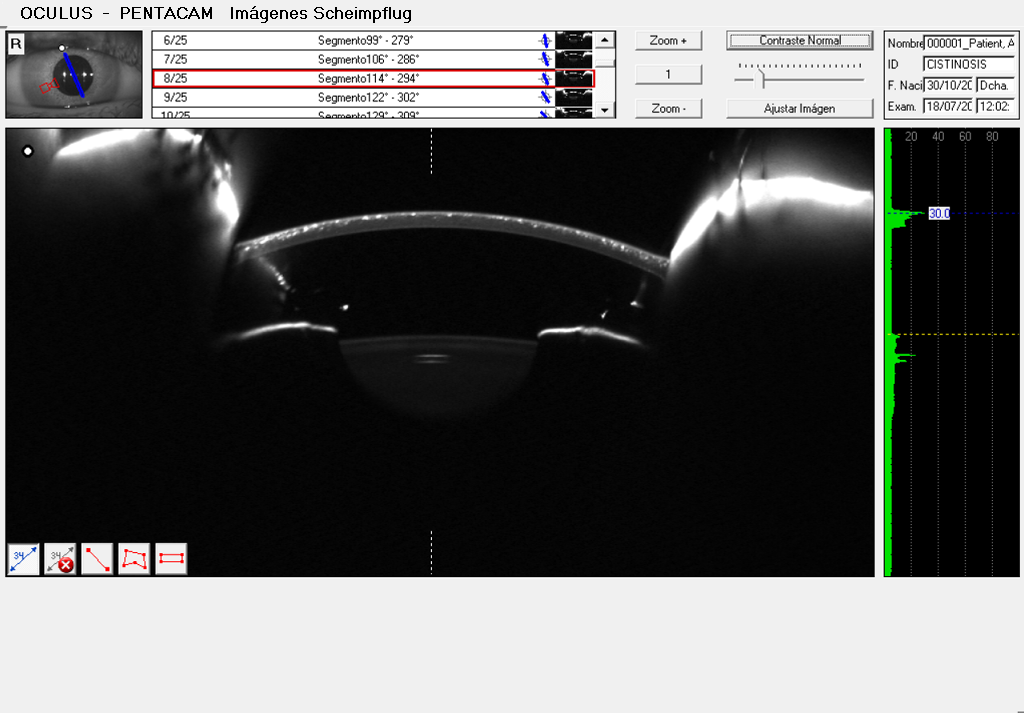 OCULUS - PENTACAM Imágenes Scheimpflug
R
6/25 Segmento99° - 279°
7/25 Segmento106° - 286°
8/25 Segmento114° - 294°
9/25 Segmento122° - 302°
10/25 Segmento129° - 309°
Zoom +
1
Zoom -
Contraste Normal
Ajustar Imágen
Nombre 000001_Patient, A
ID CISTINOSIS
F. Naci 30/10/20 Dcha.
Exam. 18/07/20 12:02:
20 40 60 80
30.0
34
34